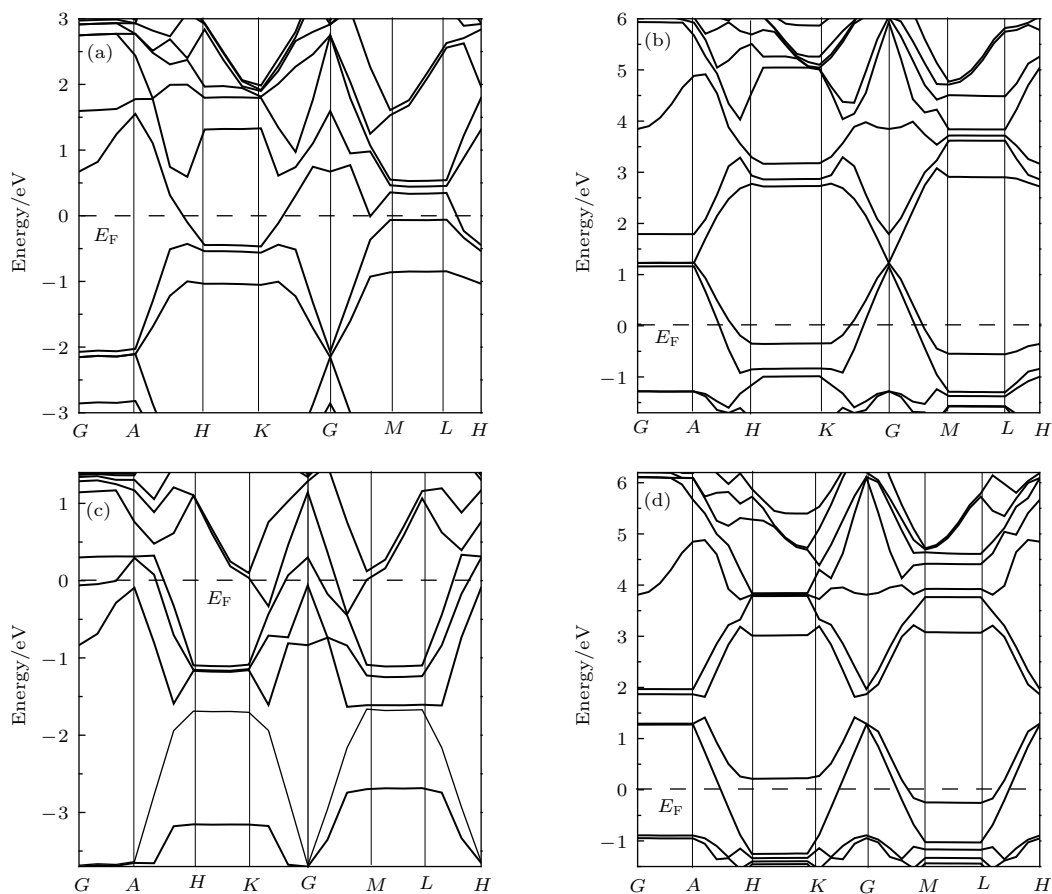 3
2
1
0
−1
−2
−3
Energy/eV
(a)
E_F
G A H K G M L H
6
5
4
3
2
1
0
−1
Energy/eV
(b)
E_F
G A H K G M L H
1
0
−1
−2
−3
Energy/eV
(c)
E_F
G A H K G M L H
6
5
4
3
2
1
0
−1
Energy/eV
(d)
E_F
G A H K G M L H